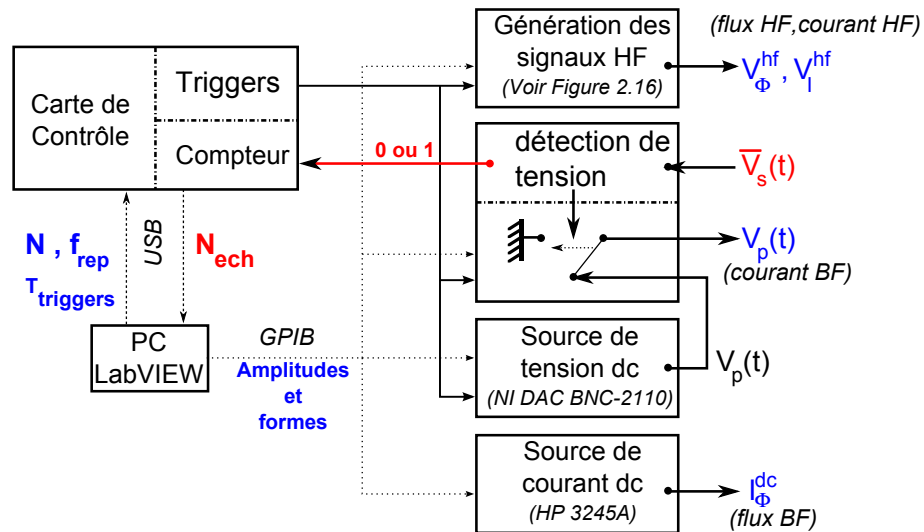 Carte de
Contrôle
Triggers
Compteur
Génération des
signaux HF
(Voir Figure 2.16)
(flux HF,courant HF)
V_Φ^hf , V_I^hf
0 ou 1
détection de
tension
V̅_s(t)
V_p(t)
(courant BF)
N , f_rep
T_triggers
USB
N_ech
PC
LabVIEW
GPIB
Amplitudes
et
formes
Source de
tension dc
(NI DAC BNC-2110)
V_p(t)
Source de
courant dc
(HP 3245A)
I_Φ^dc
(flux BF)